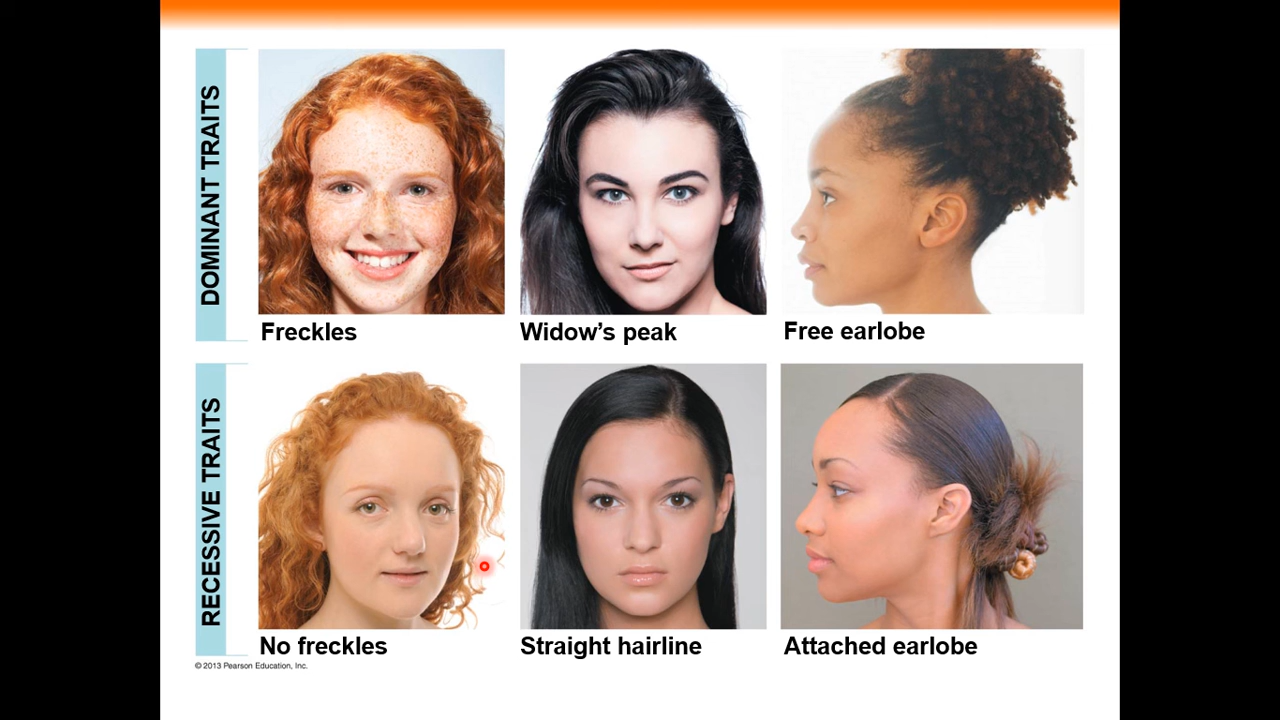 DOMINANT TRAITS
Freckles
Widow’s peak
Free earlobe
RECESSIVE TRAITS
No freckles
Straight hairline
Attached earlobe
© 2013 Pearson Education, Inc.